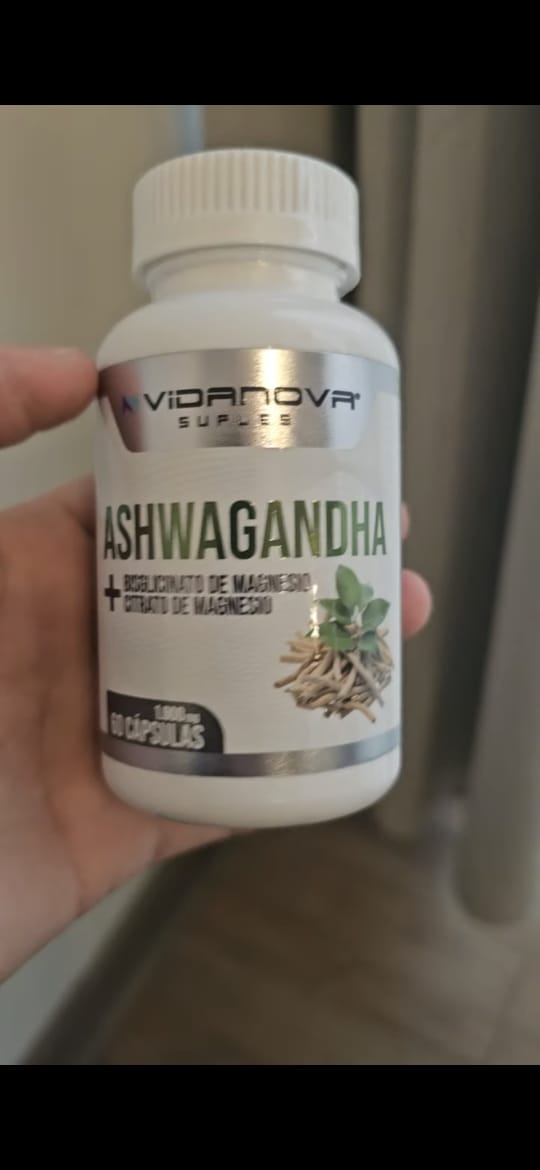 VIDANOVA®
SUPLES
ASHWAGANDHA
+ BISGLICINATO DE MAGNESIO
CITRATO DE MAGNESIO
60 CÁPSULAS